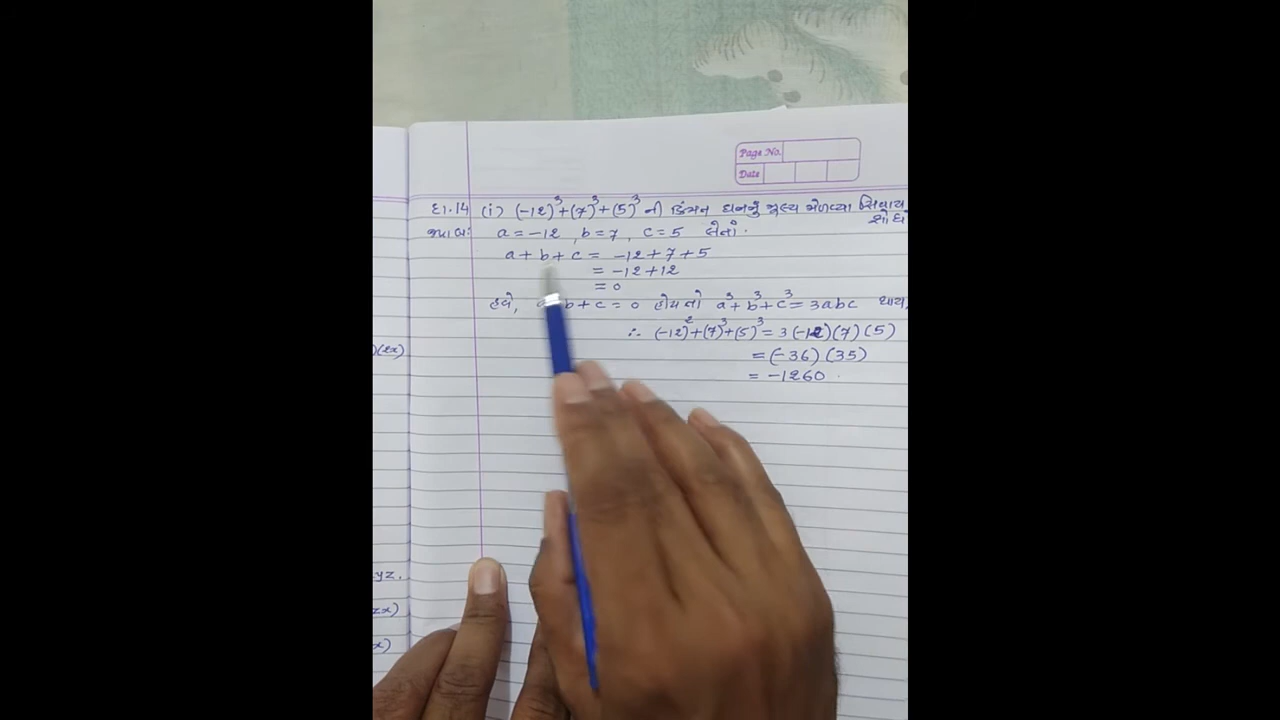 Page No.
Date
દા.14 (i) (-12)³+(7)³+(5)³ ની કિંમત ઘનનું મૂલ્ય મેળવ્યા સિવાય
શોધો
જવાબઃ a = -12 , b = 7 , c = 5 લેતાં.
a + b + c = -12 + 7 + 5
= -12 + 12
= 0
હવે, b + c = 0 હોય તો a³ + b³ + c³ = 3abc થાય,
∴ (-12)²+(7)³+(5)³ = 3(-12)(7)(5)
= (-36)(35)
= -1260
)(2x)
yz.
zx)
x)